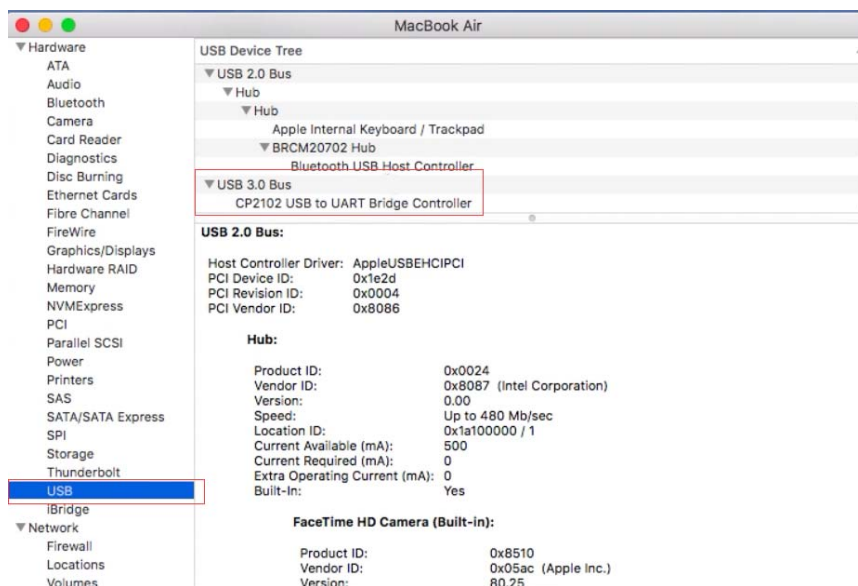 MacBook Air
Hardware
ATA
Audio
Bluetooth
Camera
Card Reader
Diagnostics
Disc Burning
Ethernet Cards
Fibre Channel
FireWire
Graphics/Displays
Hardware RAID
Memory
NVMExpress
PCI
Parallel SCSI
Power
Printers
SAS
SATA/SATA Express
SPI
Storage
Thunderbolt
USB
iBridge
Network
Firewall
Locations
Volumes
USB Device Tree
USB 2.0 Bus
Hub
Hub
Apple Internal Keyboard / Trackpad
BRCM20702 Hub
Bluetooth USB Host Controller
USB 3.0 Bus
CP2102 USB to UART Bridge Controller
USB 2.0 Bus:
Host Controller Driver: AppleUSBEHCIPCI
PCI Device ID: 0x1e2d
PCI Revision ID: 0x0004
PCI Vendor ID: 0x8086
Hub:
Product ID: 0x0024
Vendor ID: 0x8087 (Intel Corporation)
Version: 0.00
Speed: Up to 480 Mb/sec
Location ID: 0x1a100000 / 1
Current Available (mA): 500
Current Required (mA): 0
Extra Operating Current (mA): 0
Built-In: Yes
FaceTime HD Camera (Built-in):
Product ID: 0x8510
Vendor ID: 0x05ac (Apple Inc.)
Version: 80.25